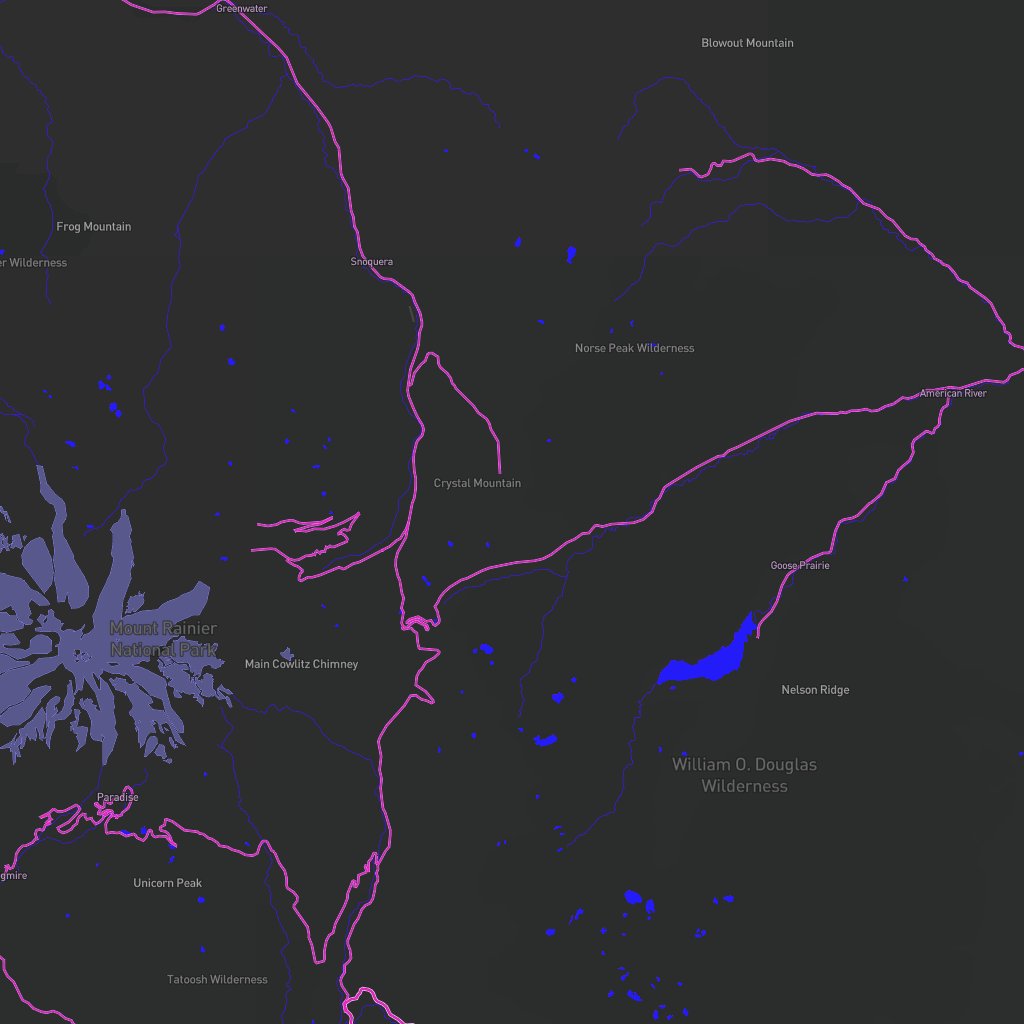 Greenwater
Blowout Mountain
Frog Mountain
er Wilderness
Snoquera
Norse Peak Wilderness
American River
Crystal Mountain
Goose Prairie
Mount Rainier
National Park
Main Cowlitz Chimney
Nelson Ridge
William O. Douglas
Wilderness
Paradise
gmire
Unicorn Peak
Tatoosh Wilderness